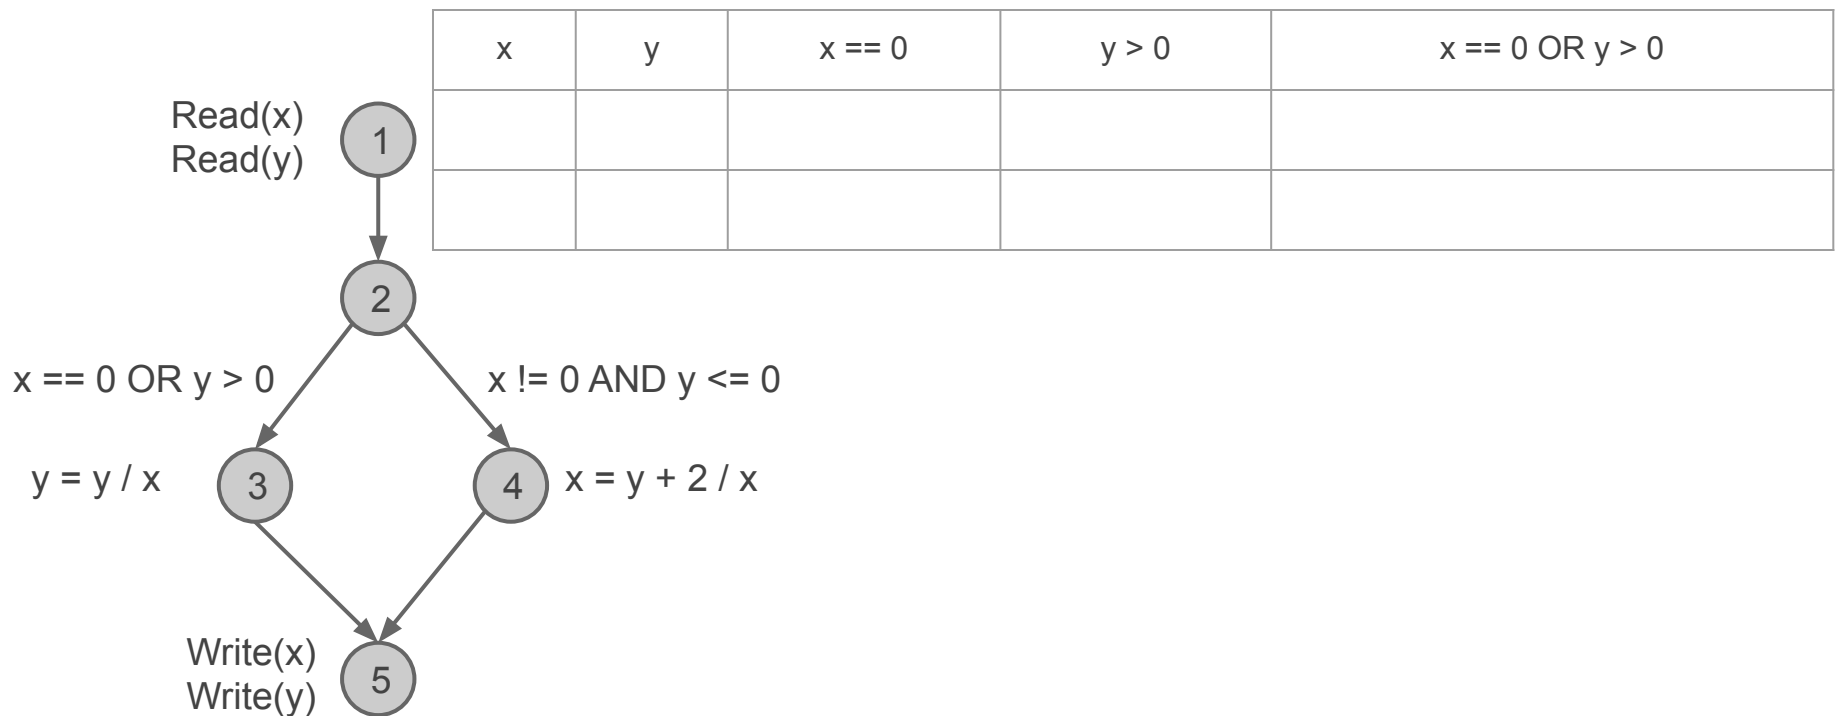 x y x == 0 y > 0 x == 0 OR y > 0
Read(x)
Read(y)
1
2
x == 0 OR y > 0
x != 0 AND y <= 0
y = y / x
3
4
x = y + 2 / x
Write(x)
Write(y)
5